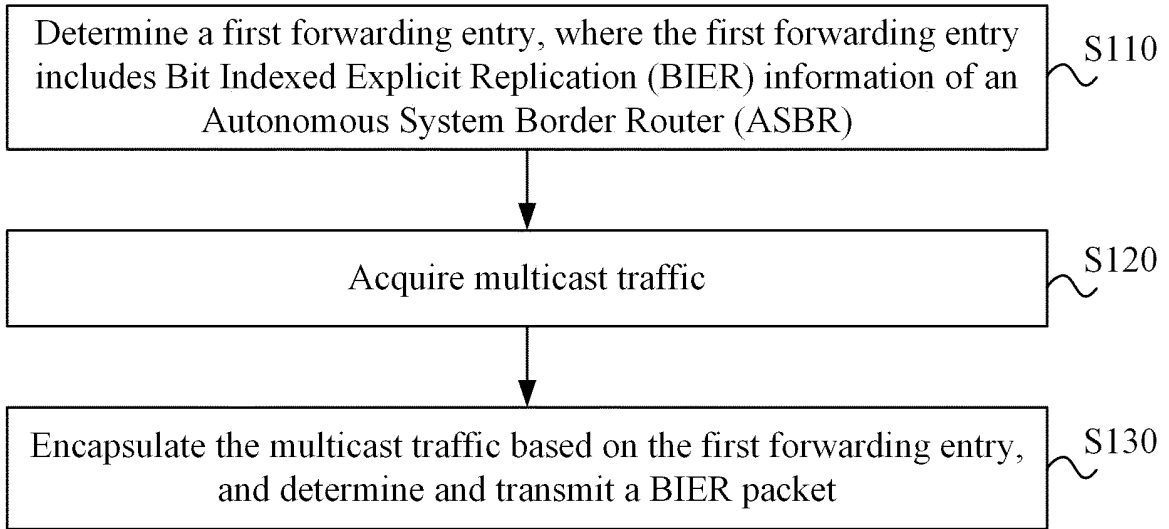 Determine a first forwarding entry, where the first forwarding entry
includes Bit Indexed Explicit Replication (BIER) information of an
Autonomous System Border Router (ASBR)
S110
Acquire multicast traffic
S120
Encapsulate the multicast traffic based on the first forwarding entry,
and determine and transmit a BIER packet
S130